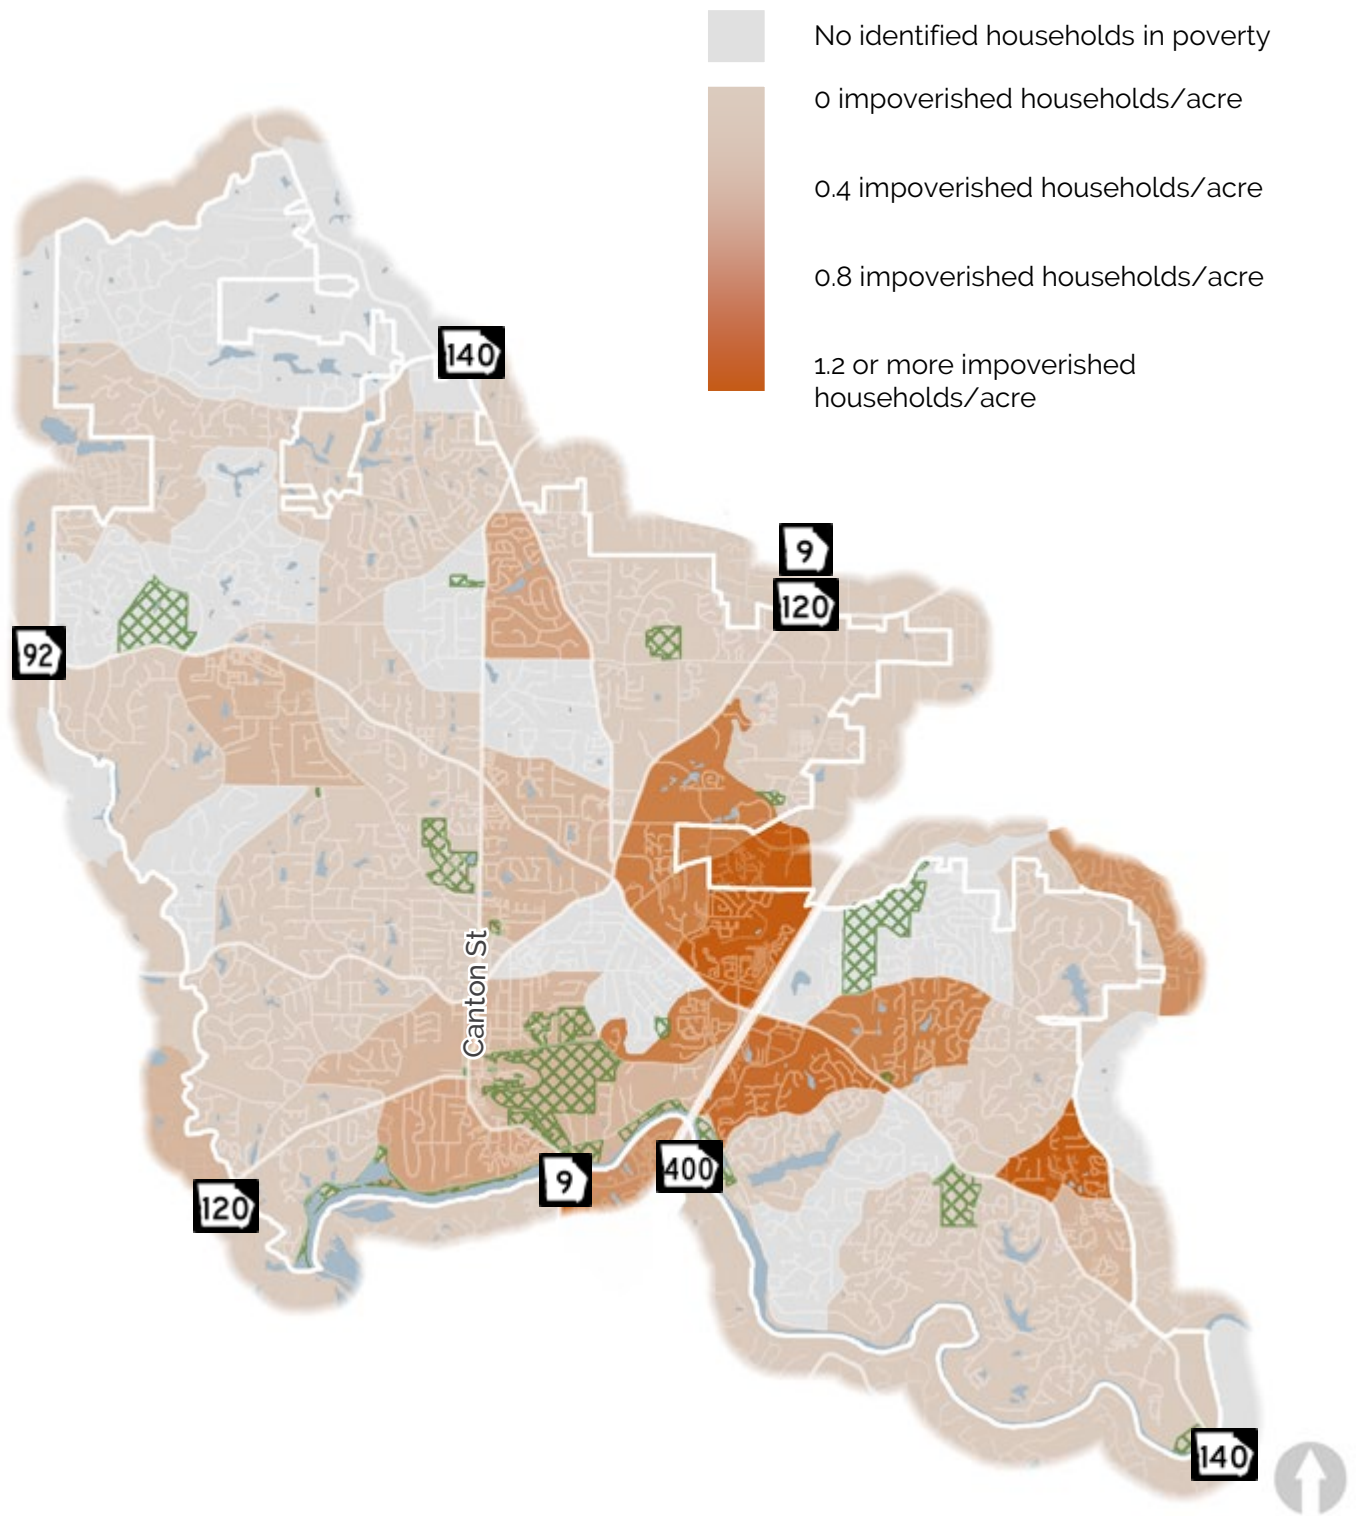 No identified households in poverty
0 impoverished households/acre
0.4 impoverished households/acre
0.8 impoverished households/acre
1.2 or more impoverished
households/acre
140
9
120
92
Canton St
9
400
120
140